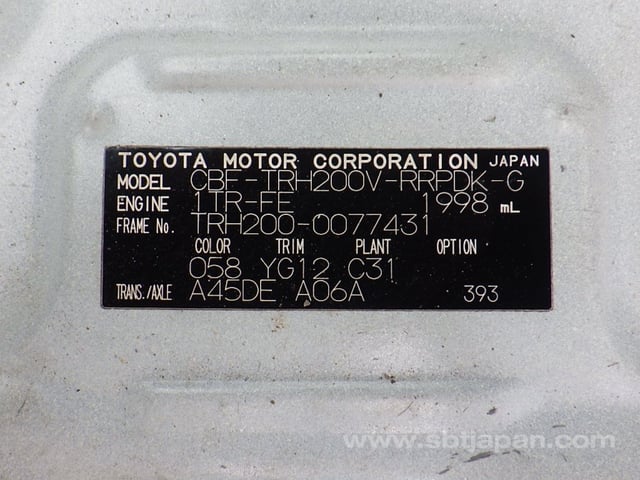 TOYOTA MOTOR CORPORATION JAPAN
MODEL CBF-TRH200V-RRPDK-G
ENGINE 1TR-FE 1998 mL
FRAME No. TRH200-0077431
COLOR TRIM PLANT OPTION
058 YG12 C31
TRANS./AXLE A45DE A06A 393
www.sbtjapan.com